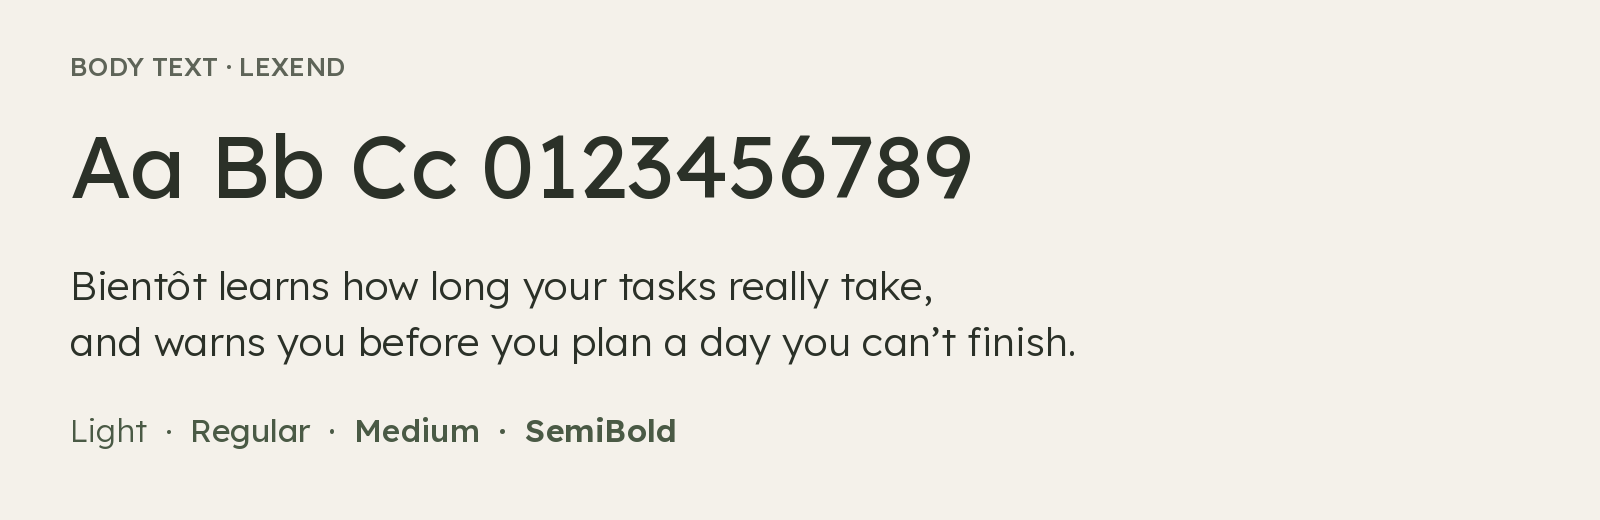 BODY TEXT · LEXEND
Aa Bb Cc 0123456789
Bientôt learns how long your tasks really take,
and warns you before you plan a day you can’t finish.
Light · Regular · Medium · SemiBold